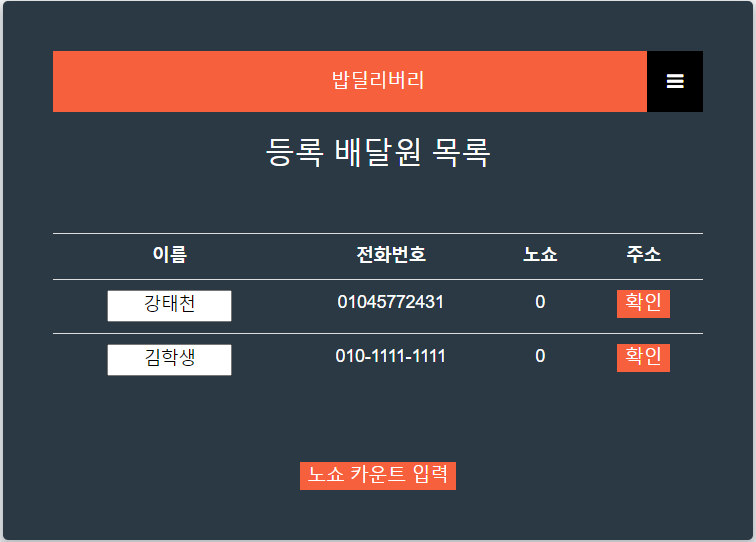 밥딜리버리
등록 배달원 목록
이름 전화번호 노쇼 주소
강태천 01045772431 0 확인
김학생 010-1111-1111 0 확인
노쇼 카운트 입력